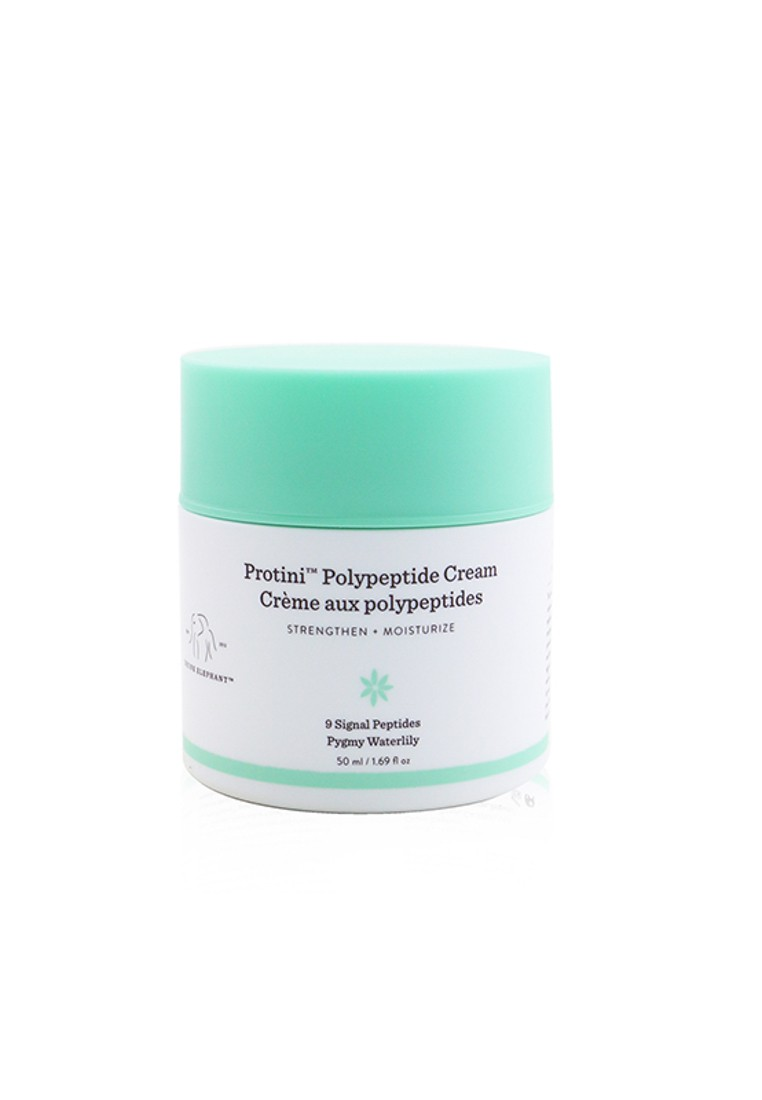 Protini™ Polypeptide Cream
Crème aux polypeptides
STRENGTHEN • MOISTURIZE
ELEPHANT™
9 Signal Peptides
Pygmy Waterlily
50 ml / 1.69 fl oz